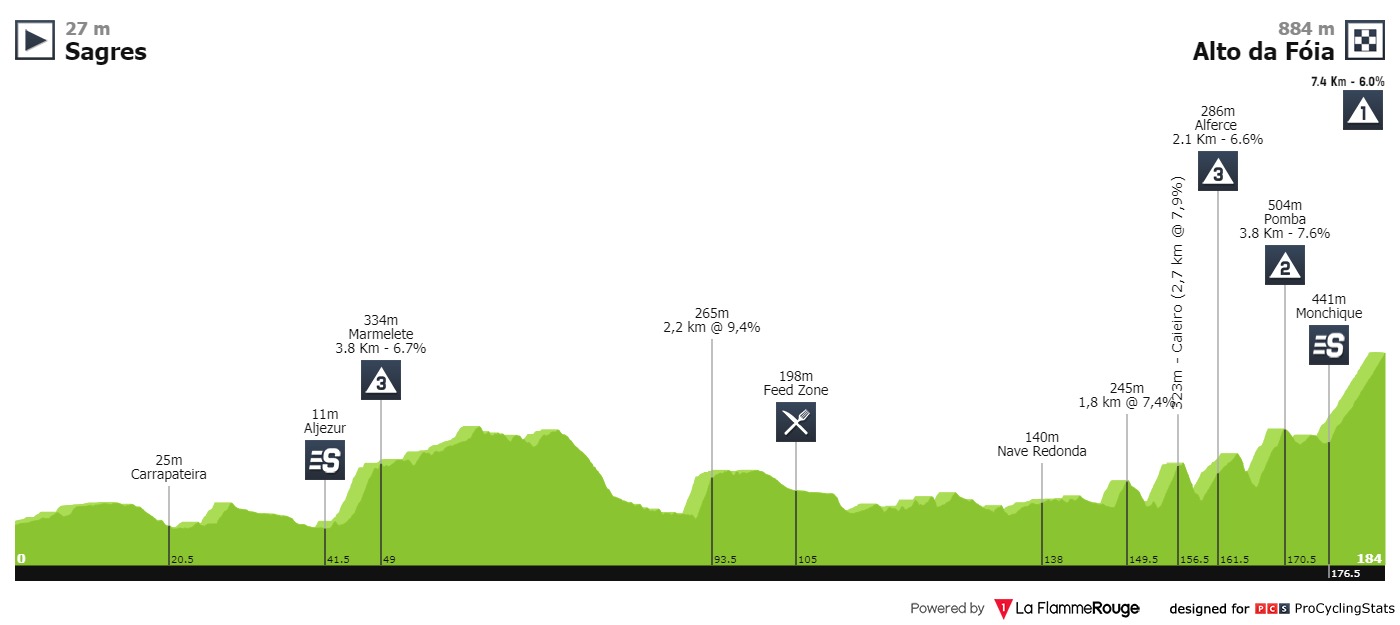 27 m
Sagres
884 m
Alto da Fóia
7.4 Km - 6.0%
1
286m
Alferce
2.1 Km - 6.6%
3
504m
Pomba
3.8 Km - 7.6%
2
441m
Monchique
S
323m - Caieiro (2,7 km @ 7,9%)
334m
Marmelete
3.8 Km - 6.7%
3
265m
2,2 km @ 9,4%
198m
Feed Zone
245m
1,8 km @ 7,4%
11m
Aljezur
S
140m
Nave Redonda
25m
Carrapateira
0
20.5
41.5
49
93.5
105
138
149.5
156.5
161.5
170.5
184
176.5
Powered by
1
La FlammeRouge
designed for
PCS
ProCyclingStats